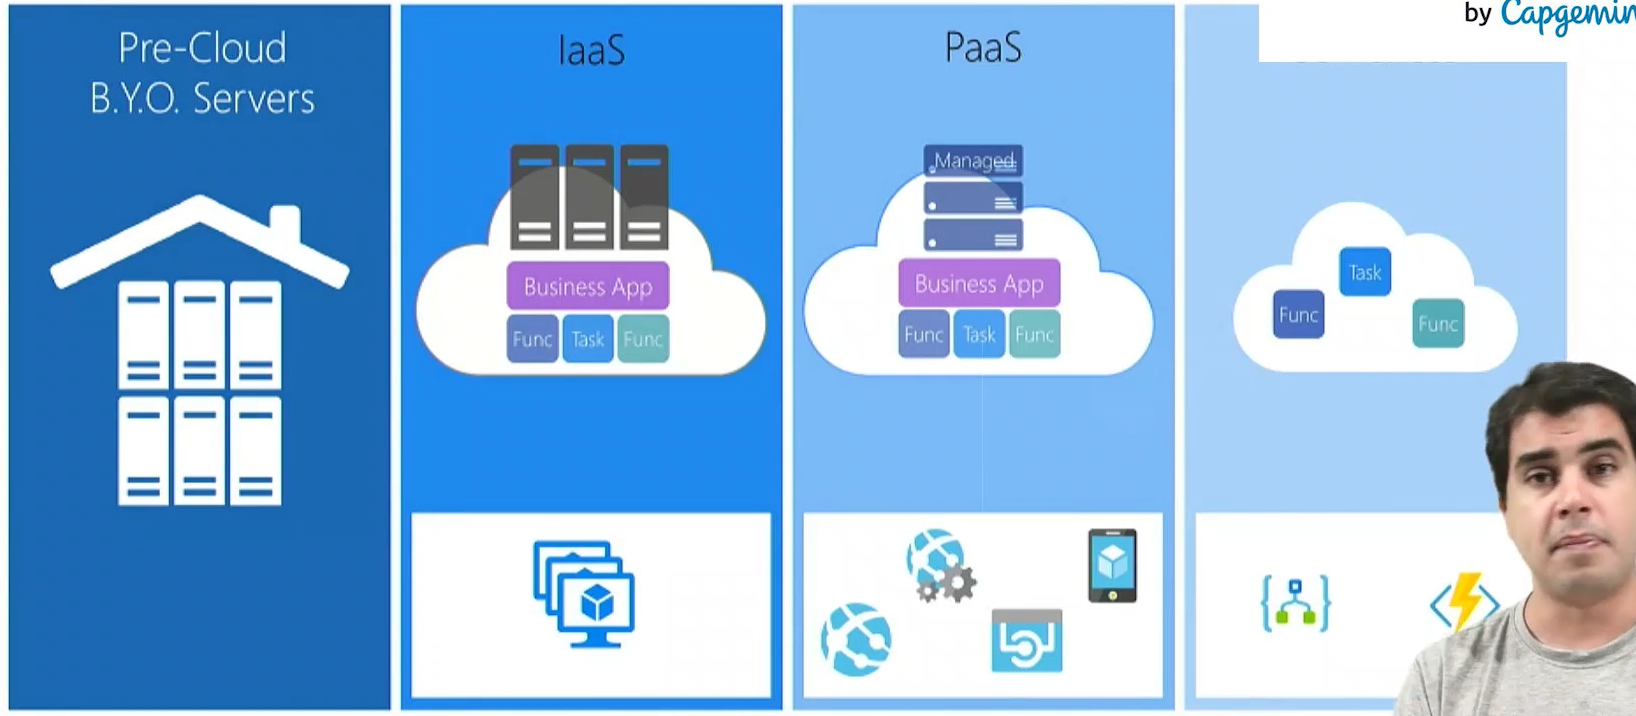 by Capgemin
Pre-Cloud
B.Y.O. Servers
IaaS
PaaS
Managed
Business App
Func Task Func
Business App
Func Task Func
Task
Func
Func